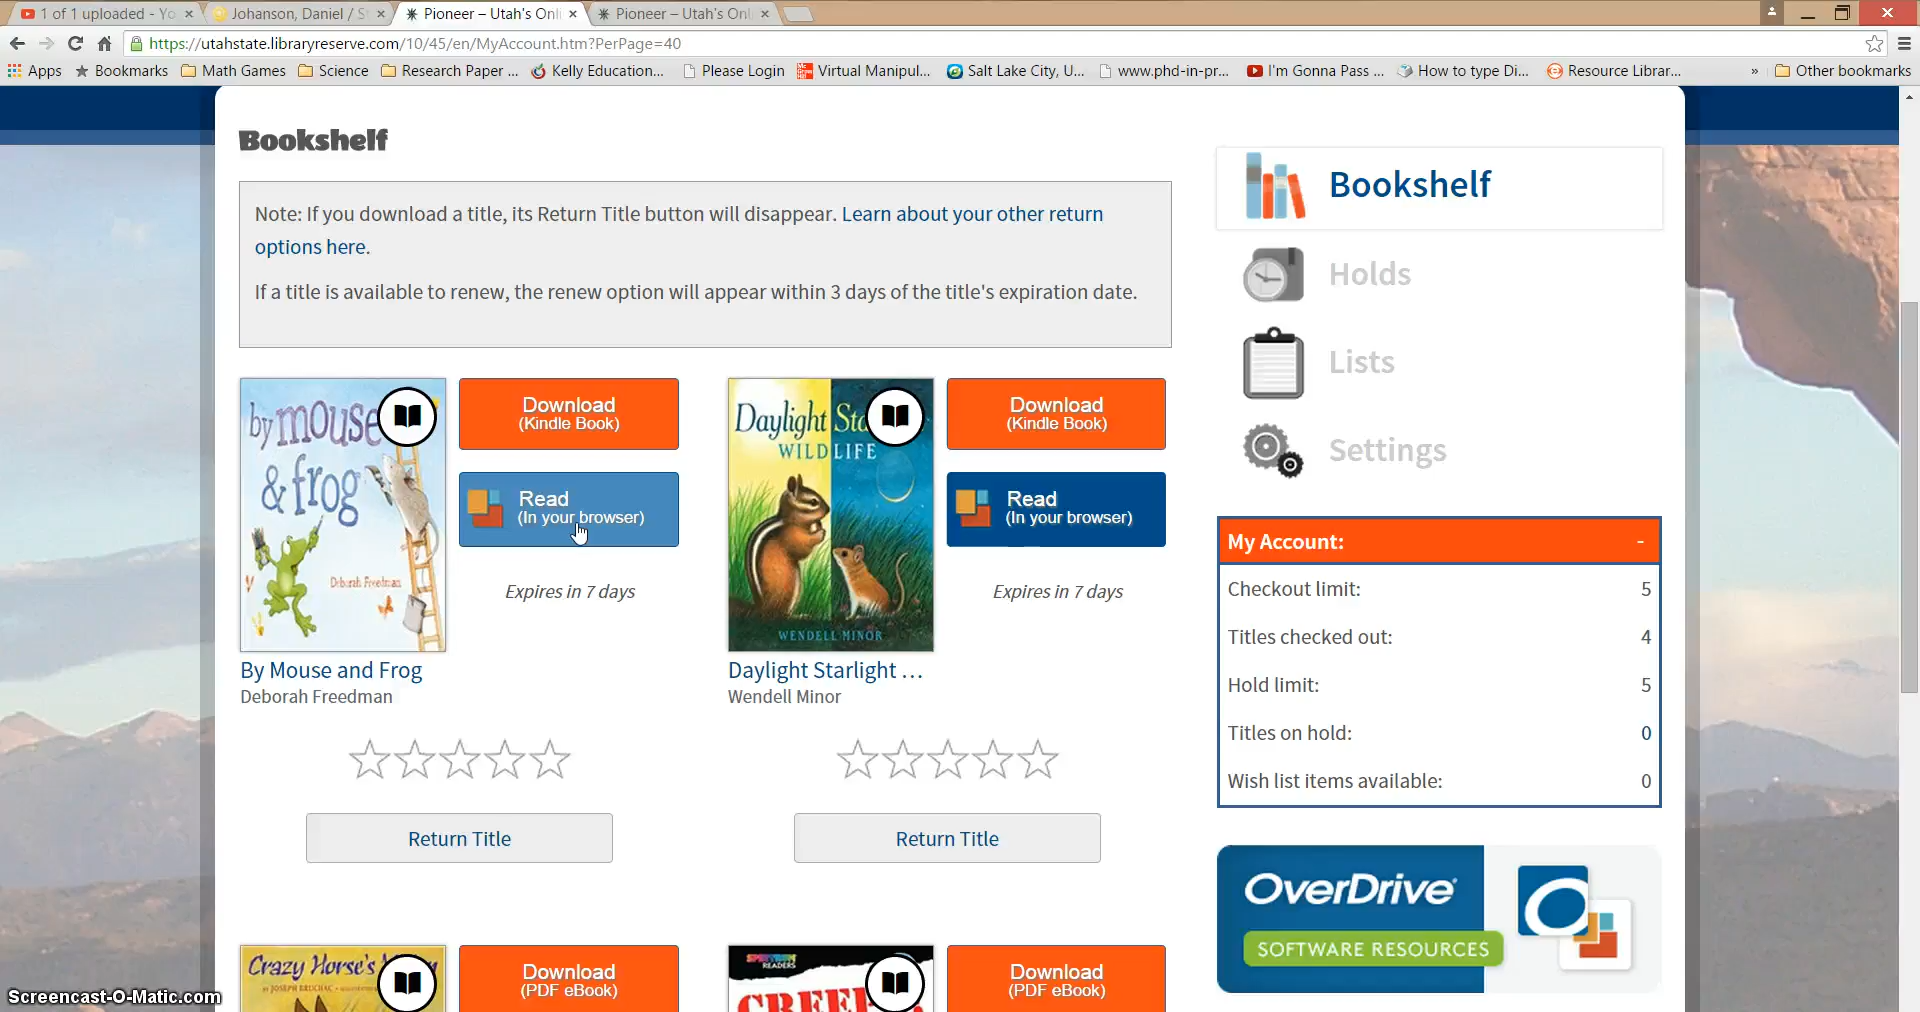 1 of 1 uploaded - Yo
Johanson, Daniel / S
Pioneer – Utah's Onli
Pioneer – Utah's Onli
https://utahstate.libraryreserve.com/10/45/en/MyAccount.htm?PerPage=40
Apps
Bookmarks
Math Games
Science
Research Paper ...
Kelly Education...
Please Login
Virtual Manipul...
Salt Lake City, U...
www.phd-in-pr...
I'm Gonna Pass ...
How to type Di...
Resource Librar...
»
Other bookmarks
Bookshelf
Note: If you download a title, its Return Title button will disappear. Learn about your other return
options here.
If a title is available to renew, the renew option will appear within 3 days of the title's expiration date.
by mouse
& frog
Deborah Freedman
Download
(Kindle Book)
Read
(In your browser)
Expires in 7 days
By Mouse and Frog
Deborah Freedman
Return Title
Daylight Sta
WILDLIFE
WENDELL MINOR
Download
(Kindle Book)
Read
(In your browser)
Expires in 7 days
Daylight Starlight ...
Wendell Minor
Return Title
Crazy Horse's
BY JOSEPH BRUCHAC
Download
(PDF eBook)
SPECTRUM
READERS
CREEPY
Download
(PDF eBook)
Bookshelf
Holds
Lists
Settings
My Account: -
Checkout limit: 5
Titles checked out: 4
Hold limit: 5
Titles on hold: 0
Wish list items available: 0
OverDrive
SOFTWARE RESOURCES
Screencast-O-Matic.com